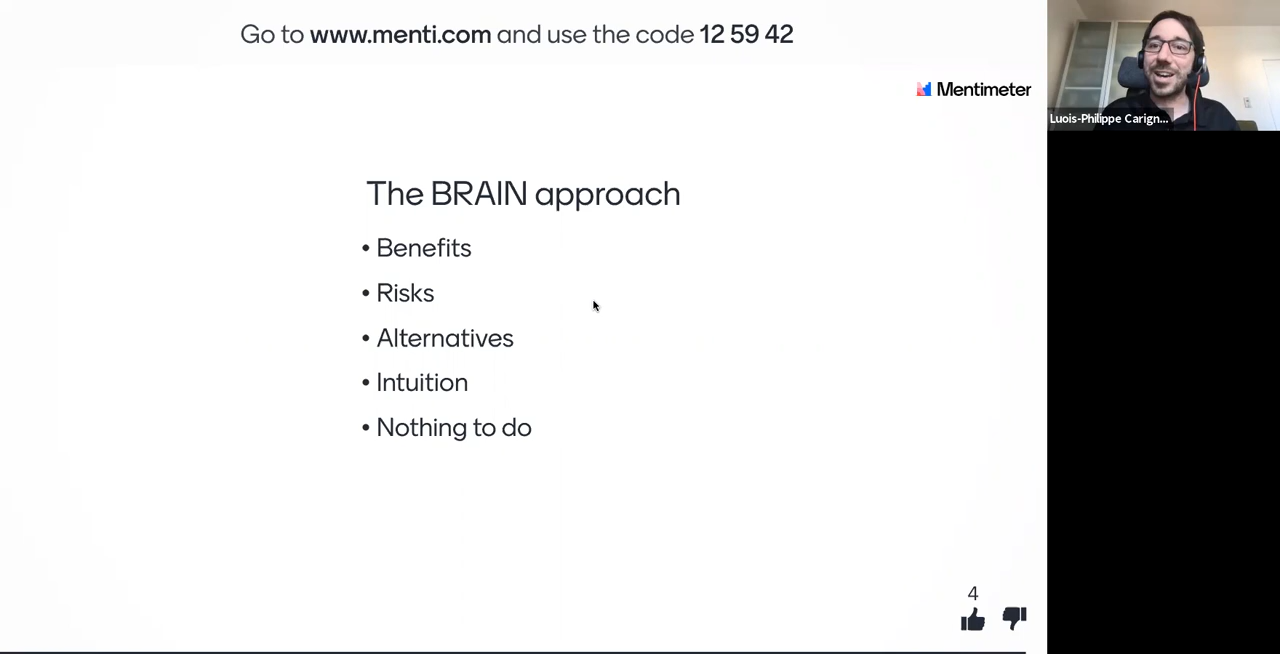 Go to www.menti.com and use the code 12 59 42
Mentimeter
Luois-Philippe Carign...
The BRAIN approach
• Benefits
• Risks
• Alternatives
• Intuition
• Nothing to do
4